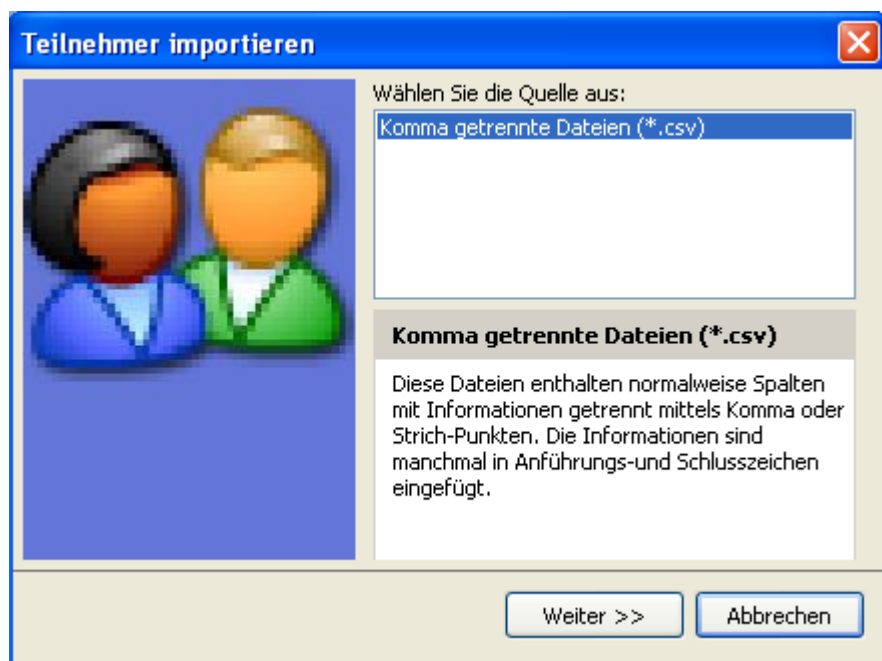 Teilnehmer importieren
Wählen Sie die Quelle aus:
Komma getrennte Dateien (*.csv)
Komma getrennte Dateien (*.csv)
Diese Dateien enthalten normalweise Spalten
mit Informationen getrennt mittels Komma oder
Strich-Punkten. Die Informationen sind
manchmal in Anführungs-und Schlusszeichen
eingefügt.
Weiter >>
Abbrechen